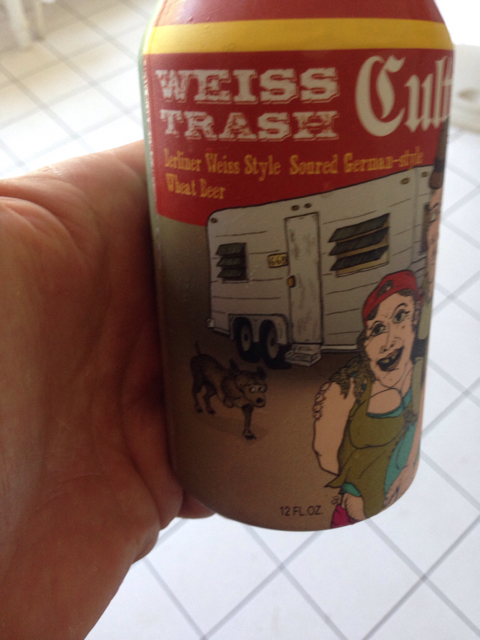 WEISS
TRASH
Cult
Berliner Weiss Style Soured German-style
Wheat Beer
12 FL.OZ.